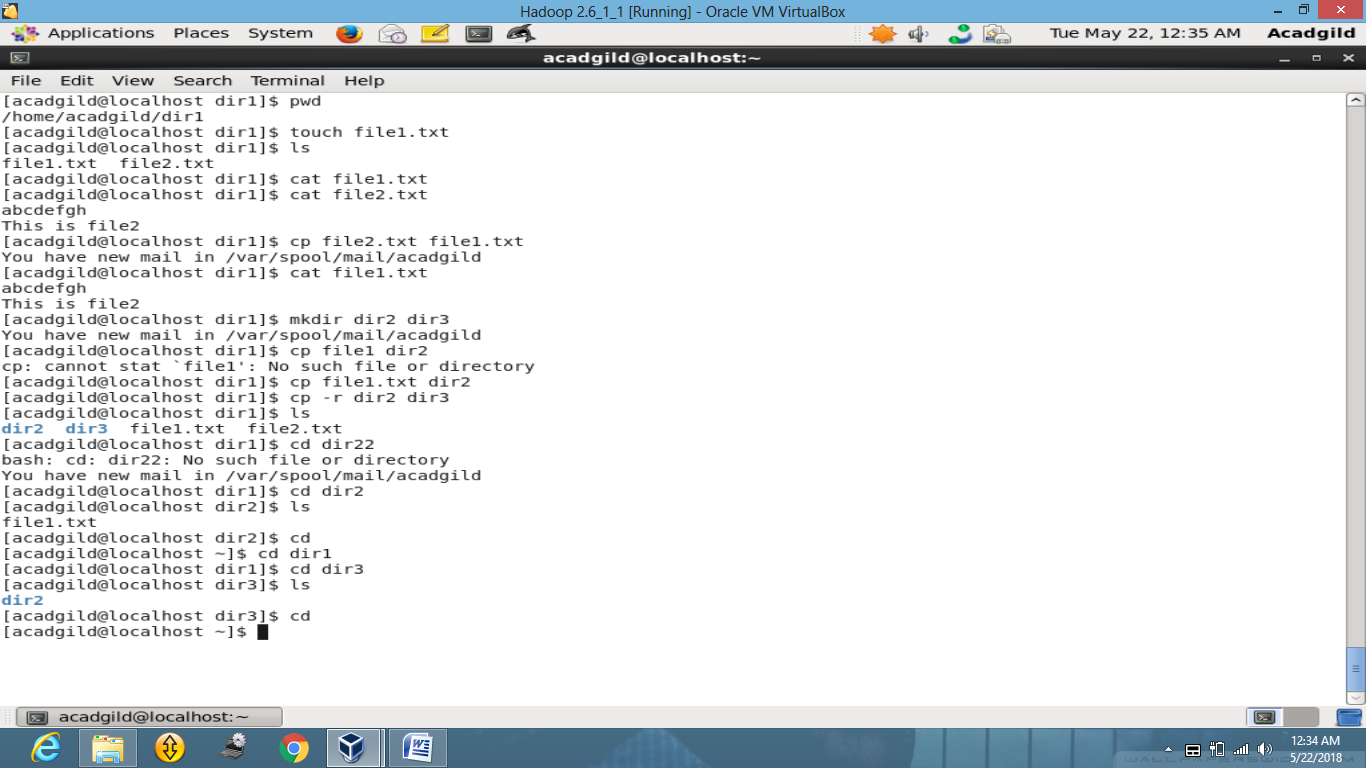 Hadoop 2.6_1_1 [Running] - Oracle VM VirtualBox
Applications Places System Tue May 22, 12:35 AM Acadgild
acadgild@localhost:~
File Edit View Search Terminal Help
[acadgild@localhost dir1]$ pwd
/home/acadgild/dir1
[acadgild@localhost dir1]$ touch file1.txt
[acadgild@localhost dir1]$ ls
file1.txt  file2.txt
[acadgild@localhost dir1]$ cat file1.txt
[acadgild@localhost dir1]$ cat file2.txt
abcdefgh
This is file2
[acadgild@localhost dir1]$ cp file2.txt file1.txt
You have new mail in /var/spool/mail/acadgild
[acadgild@localhost dir1]$ cat file1.txt
abcdefgh
This is file2
[acadgild@localhost dir1]$ mkdir dir2 dir3
You have new mail in /var/spool/mail/acadgild
[acadgild@localhost dir1]$ cp file1 dir2
cp: cannot stat `file1': No such file or directory
[acadgild@localhost dir1]$ cp file1.txt dir2
[acadgild@localhost dir1]$ cp -r dir2 dir3
[acadgild@localhost dir1]$ ls
dir2  dir3  file1.txt  file2.txt
[acadgild@localhost dir1]$ cd dir22
bash: cd: dir22: No such file or directory
You have new mail in /var/spool/mail/acadgild
[acadgild@localhost dir1]$ cd dir2
[acadgild@localhost dir2]$ ls
file1.txt
[acadgild@localhost dir2]$ cd
[acadgild@localhost ~]$ cd dir1
[acadgild@localhost dir1]$ cd dir3
[acadgild@localhost dir3]$ ls
dir2
[acadgild@localhost dir3]$ cd
[acadgild@localhost ~]$
acadgild@localhost:~
12:34 AM
5/22/2018